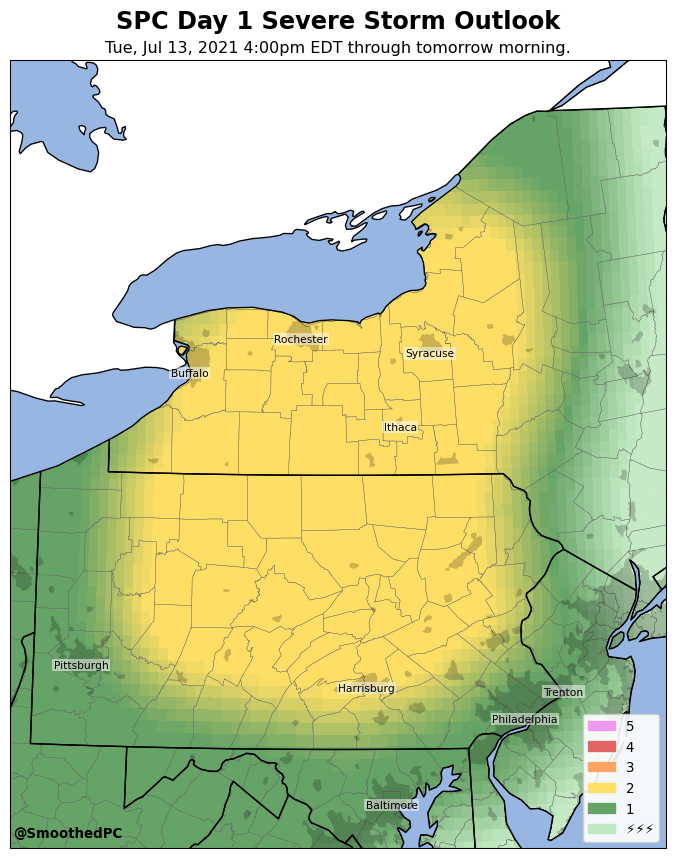 SPC Day 1 Severe Storm Outlook
Tue, Jul 13, 2021 4:00pm EDT through tomorrow morning.
Rochester
Syracuse
Buffalo
Ithaca
Pittsburgh
Harrisburg
Trenton
Philadelphia
Baltimore
5
4
3
2
1
⚡⚡⚡
@SmoothedPC